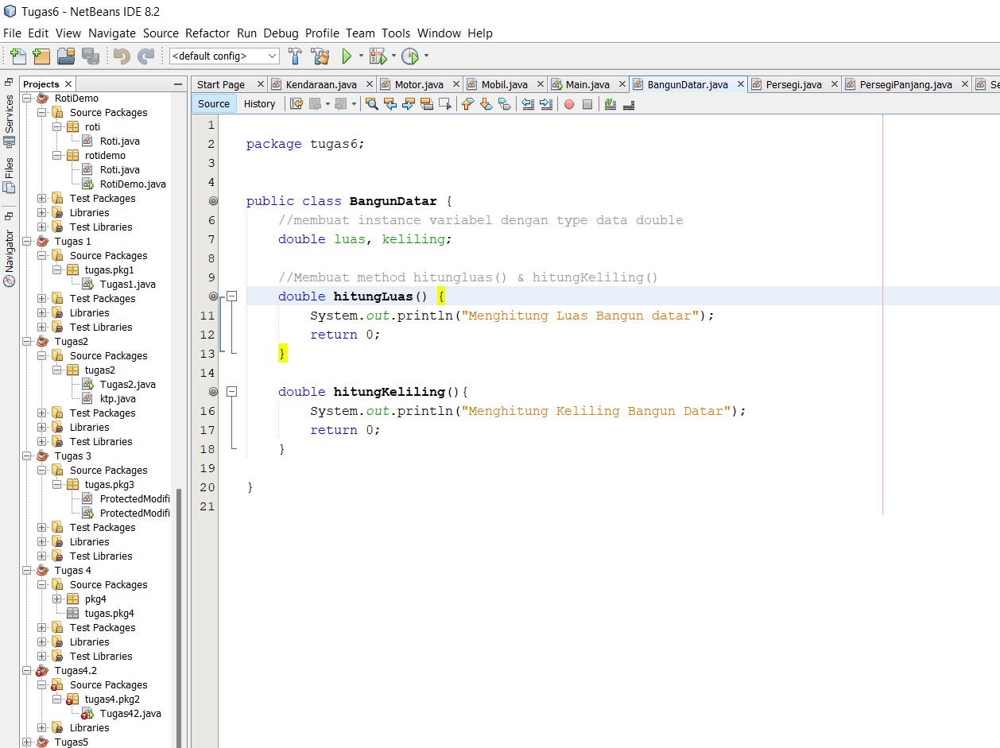 Tugas6 - NetBeans IDE 8.2
File Edit View Navigate Source Refactor Run Debug Profile Team Tools Window Help
<default config>
Services
Files
Navigator
Projects
RotiDemo
Source Packages
roti
Roti.java
rotidemo
Roti.java
RotiDemo.java
Test Packages
Libraries
Test Libraries
Tugas 1
Source Packages
tugas.pkg1
Tugas1.java
Test Packages
Libraries
Test Libraries
Tugas2
Source Packages
tugas2
Tugas2.java
ktp.java
Test Packages
Libraries
Test Libraries
Tugas 3
Source Packages
tugas.pkg3
ProtectedModifi
ProtectedModifi
Test Packages
Libraries
Test Libraries
Tugas 4
Source Packages
pkg4
tugas.pkg4
Test Packages
Libraries
Test Libraries
Tugas4.2
Source Packages
tugas4.pkg2
Tugas42.java
Libraries
Tugas5
Start Page Kendaraan.java Motor.java Mobil.java Main.java BangunDatar.java Persegi.java PersegiPanjang.java Se
Source History
1
2 package tugas6;
3
4
public class BangunDatar {
6 //membuat instance variabel dengan type data double
7 double luas, keliling;
8
9 //Membuat method hitungluas() & hitungKeliling()
double hitungLuas() {
11 System.out.println("Menghitung Luas Bangun datar");
12 return 0;
13 }
14
double hitungKeliling(){
16 System.out.println("Menghitung Keliling Bangun Datar");
17 return 0;
18 }
19
20 }
21